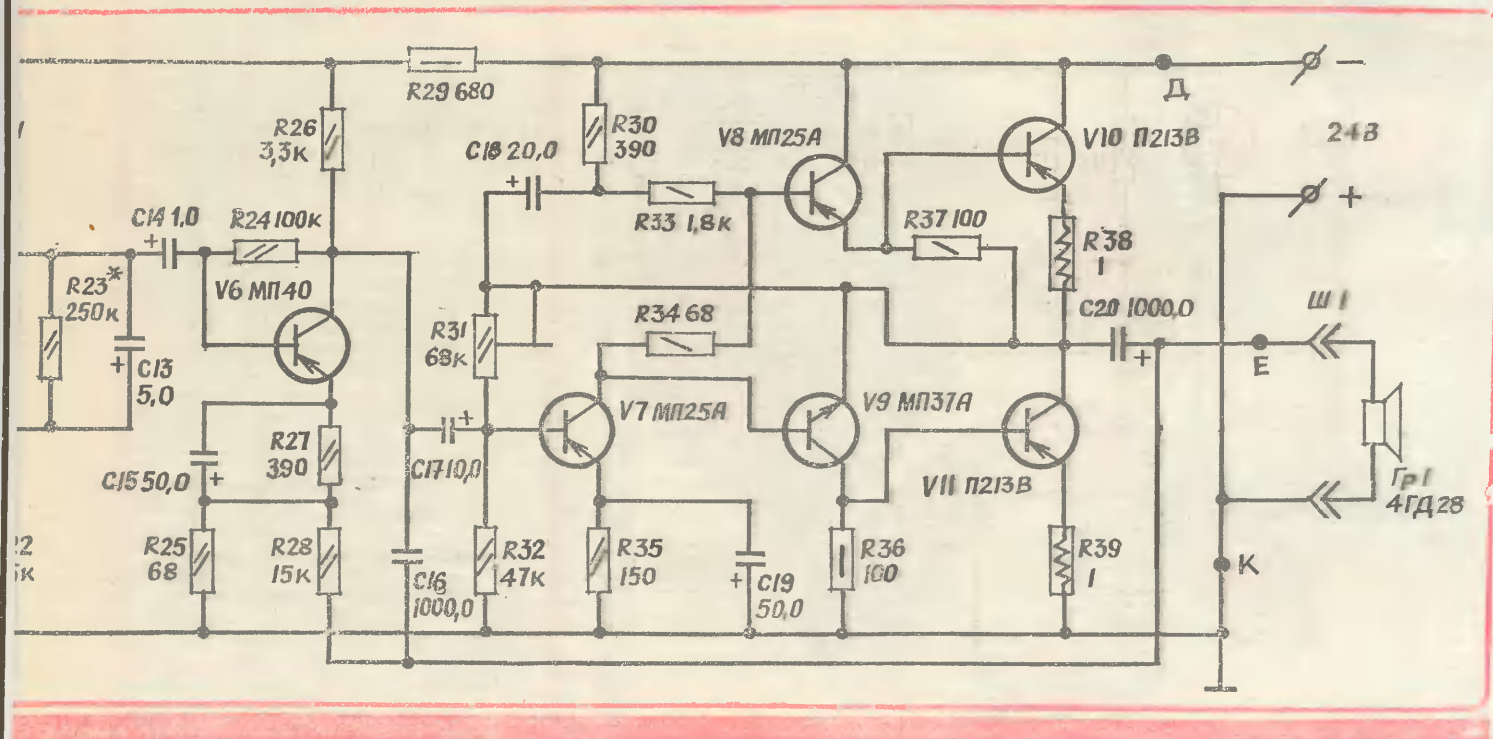 R29 680
Д
—
R26
3,3к
R30
390
V8 МП25А
V10 П213В
24В
C18 20,0
+
+
C14 1,0
+
R24 100к
R33 1,8к
R37 100
R38
1
R23*
250к
V6 МП40
R31
68к
R34 68
C20 1000,0
+
Ш1
Е
+ C13
5,0
V7 МП25А
V9 МП37А
R27
390
C17 10,0
+
C15 50,0
+
V11 П213В
Гр1
4ГД28
R25
68
R28
15к
C16
1000,0
R32
47к
R35
150
+ C19
50,0
R36
100
R39
1
К